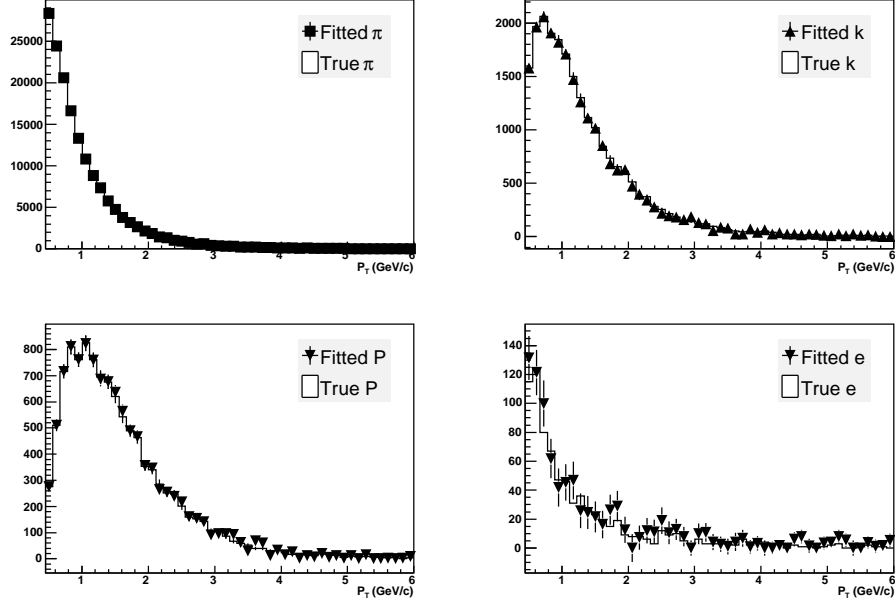 Fitted π
True π
25000
20000
15000
10000
5000
0
1 2 3 4 5 6
P_T (GeV/c)
Fitted k
True k
2000
1500
1000
500
0
1 2 3 4 5 6
P_T (GeV/c)
Fitted P
True P
800
700
600
500
400
300
200
100
0
1 2 3 4 5 6
P_T (GeV/c)
Fitted e
True e
140
120
100
80
60
40
20
0
1 2 3 4 5 6
P_T (GeV/c)